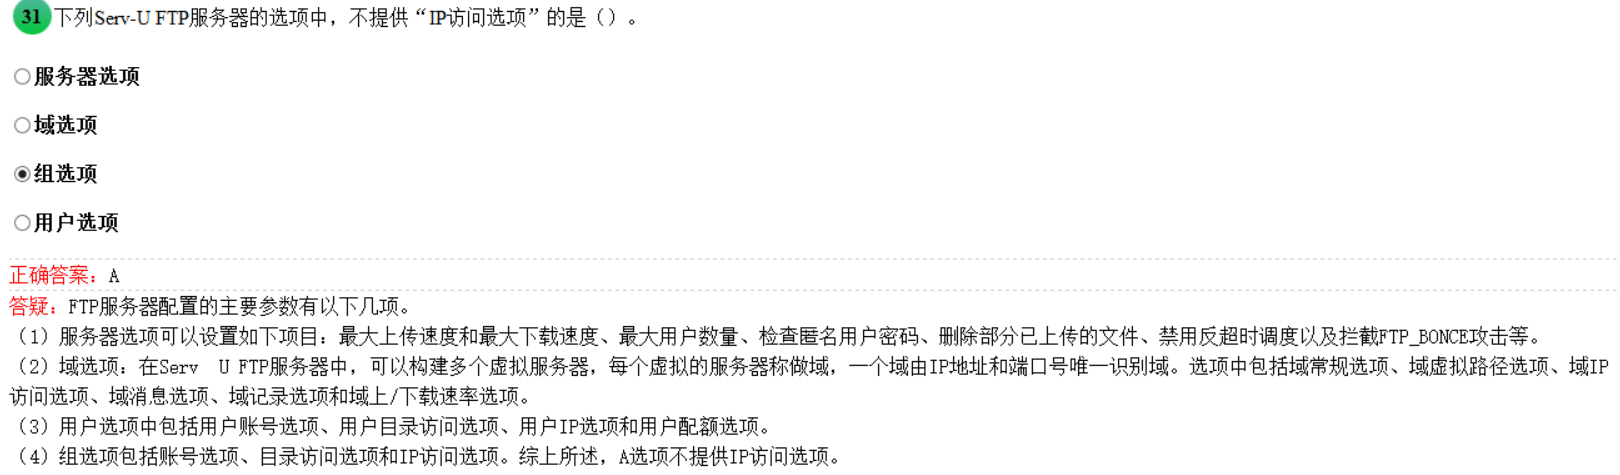 31 下列Serv-U FTP服务器的选项中，不提供“IP访问选项”的是（）。
服务器选项
域选项
组选项
用户选项
正确答案：A
答疑：FTP服务器配置的主要参数有以下几项。
（1）服务器选项可以设置如下项目：最大上传速度和最大下载速度、最大用户数量、检查匿名用户密码、删除部分已上传的文件、禁用反超时调度以及拦截FTP_BONCE攻击等。
（2）域选项：在Serv U FTP服务器中，可以构建多个虚拟服务器，每个虚拟的服务器称做域，一个域由IP地址和端口号唯一识别域。选项中包括域常规选项、域虚拟路径选项、域IP
访问选项、域消息选项、域记录选项和域上/下载速率选项。
（3）用户选项中包括用户账号选项、用户目录访问选项、用户IP选项和用户配额选项。
（4）组选项包括账号选项、目录访问选项和IP访问选项。综上所述，A选项不提供IP访问选项。